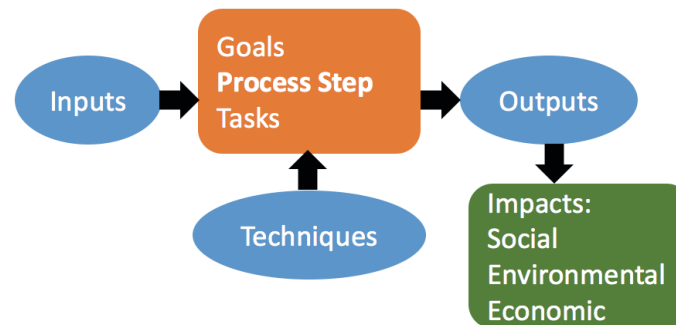 Inputs
Goals
Process Step
Tasks
Outputs
Techniques
Impacts:
Social
Environmental
Economic